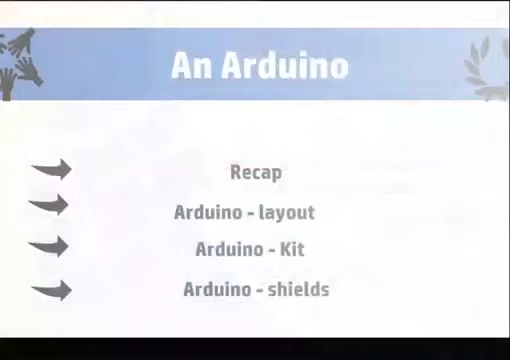 An Arduino
Recap
Arduino - layout
Arduino - Kit
Arduino - shields